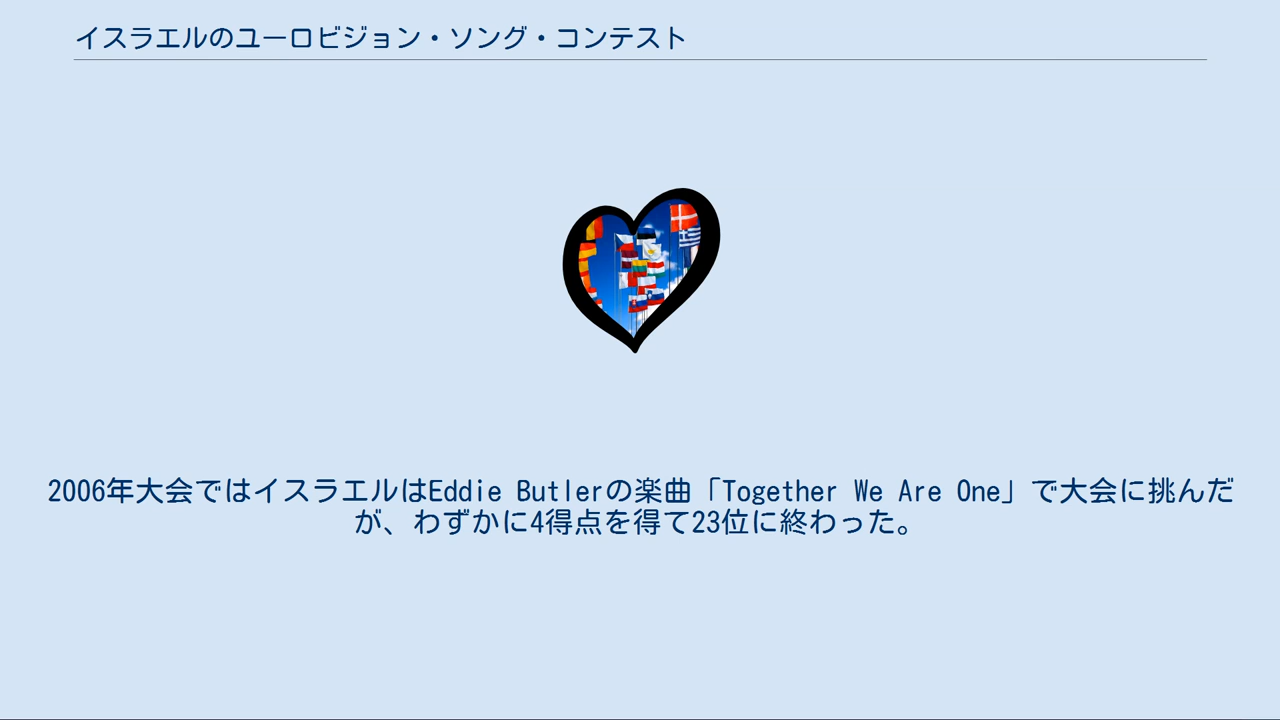 イスラエルのユーロビジョン・ソング・コンテスト
2006年大会ではイスラエルはEddie Butlerの楽曲「Together We Are One」で大会に挑んだ
が、わずかに4得点を得て23位に終わった。